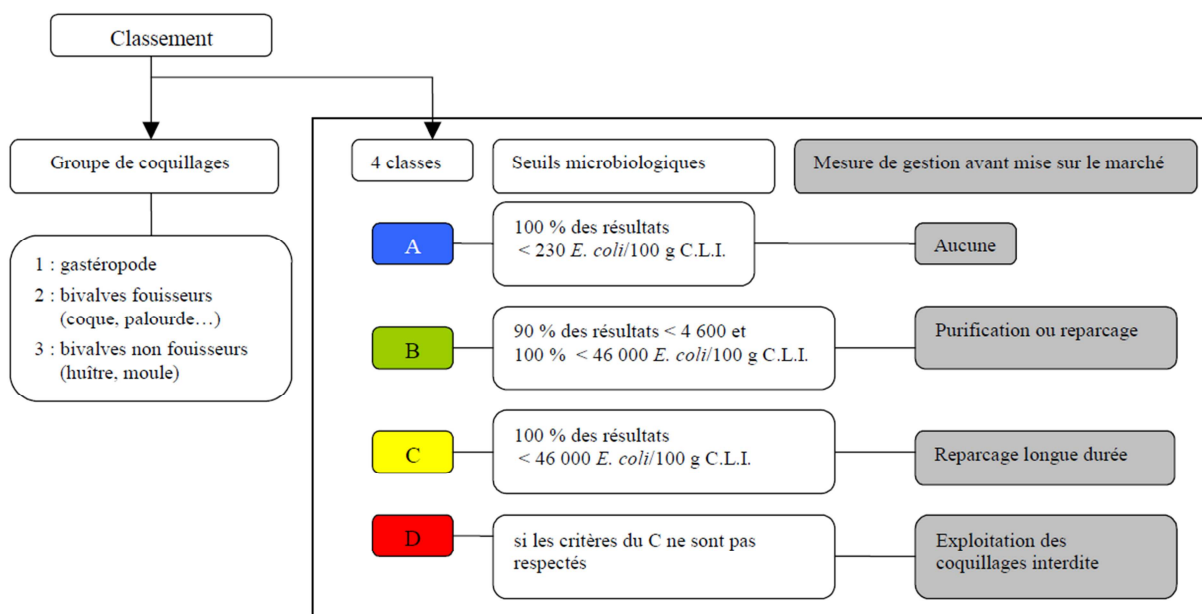 Classement
Groupe de coquillages
1 : gastéropode
2 : bivalves fouisseurs
(coque, palourde…)
3 : bivalves non fouisseurs
(huître, moule)
4 classes
Seuils microbiologiques
Mesure de gestion avant mise sur le marché
A
100 % des résultats
< 230 E. coli/100 g C.L.I.
Aucune
B
90 % des résultats < 4 600 et
100 % < 46 000 E. coli/100 g C.L.I.
Purification ou reparcage
C
100 % des résultats
< 46 000 E. coli/100 g C.L.I.
Reparcage longue durée
D
si les critères du C ne sont pas
respectés
Exploitation des
coquillages interdite